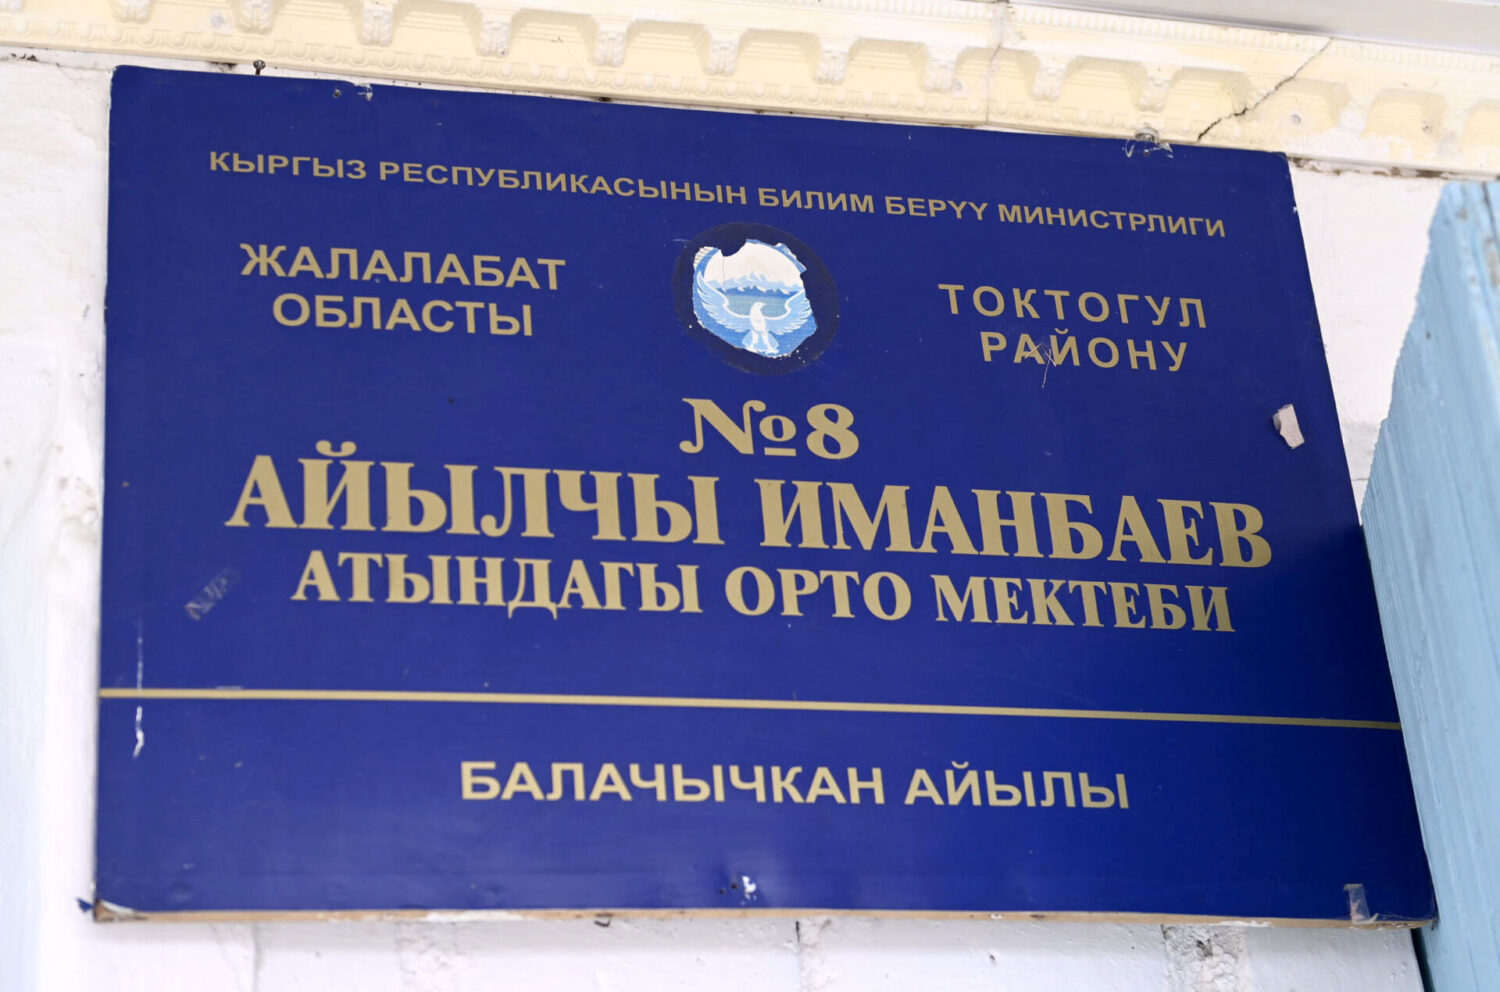 КЫРГЫЗ РЕСПУБЛИКАСЫНЫН БИЛИМ БЕРҮҮ МИНИСТРЛИГИ
ЖАЛАЛАБАТ
ОБЛАСТЫ
ТОКТОГУЛ
РАЙОНУ
№8
АЙЫЛЧЫ ИМАНБАЕВ
АТЫНДАГЫ ОРТО МЕКТЕБИ
БАЛАЧЫЧКАН АЙЫЛЫ